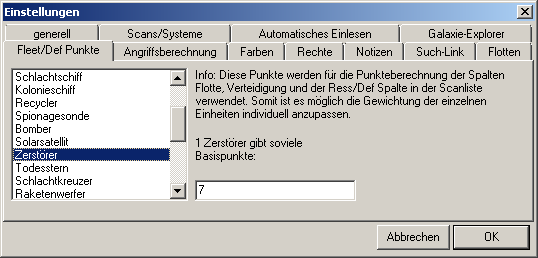 Einstellungen
generell
Scans/Systeme
Automatisches Einlesen
Galaxie-Explorer
Fleet/Def Punkte
Angriffsberechnung
Farben
Rechte
Notizen
Such-Link
Flotten
Schlachtschiff
Kolonieschiff
Recycler
Spionagesonde
Bomber
Solarsatellit
Zerstörer
Todesstern
Schlachtkreuzer
Raketenwerfer
Info: Diese Punkte werden für die Punkteberechnung der Spalten
Flotte, Verteidigung und der Ress/Def Spalte in der Scanliste
verwendet. Somit ist es möglich die Gewichtung der einzelnen
Einheiten individuell anzupassen.
1 Zerstörer gibt soviele
Basispunkte:
7
Abbrechen
OK